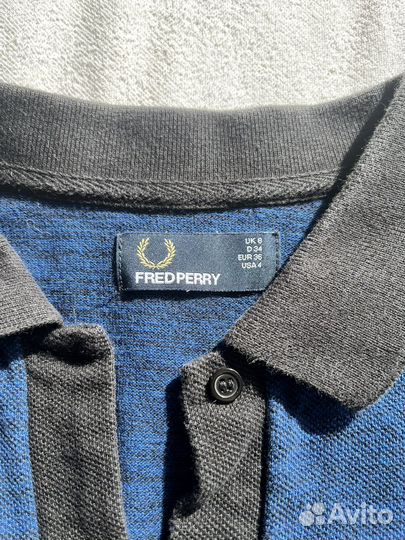 FRED PERRY
UK 8
D 34
EUR 36
USA 4
Avito